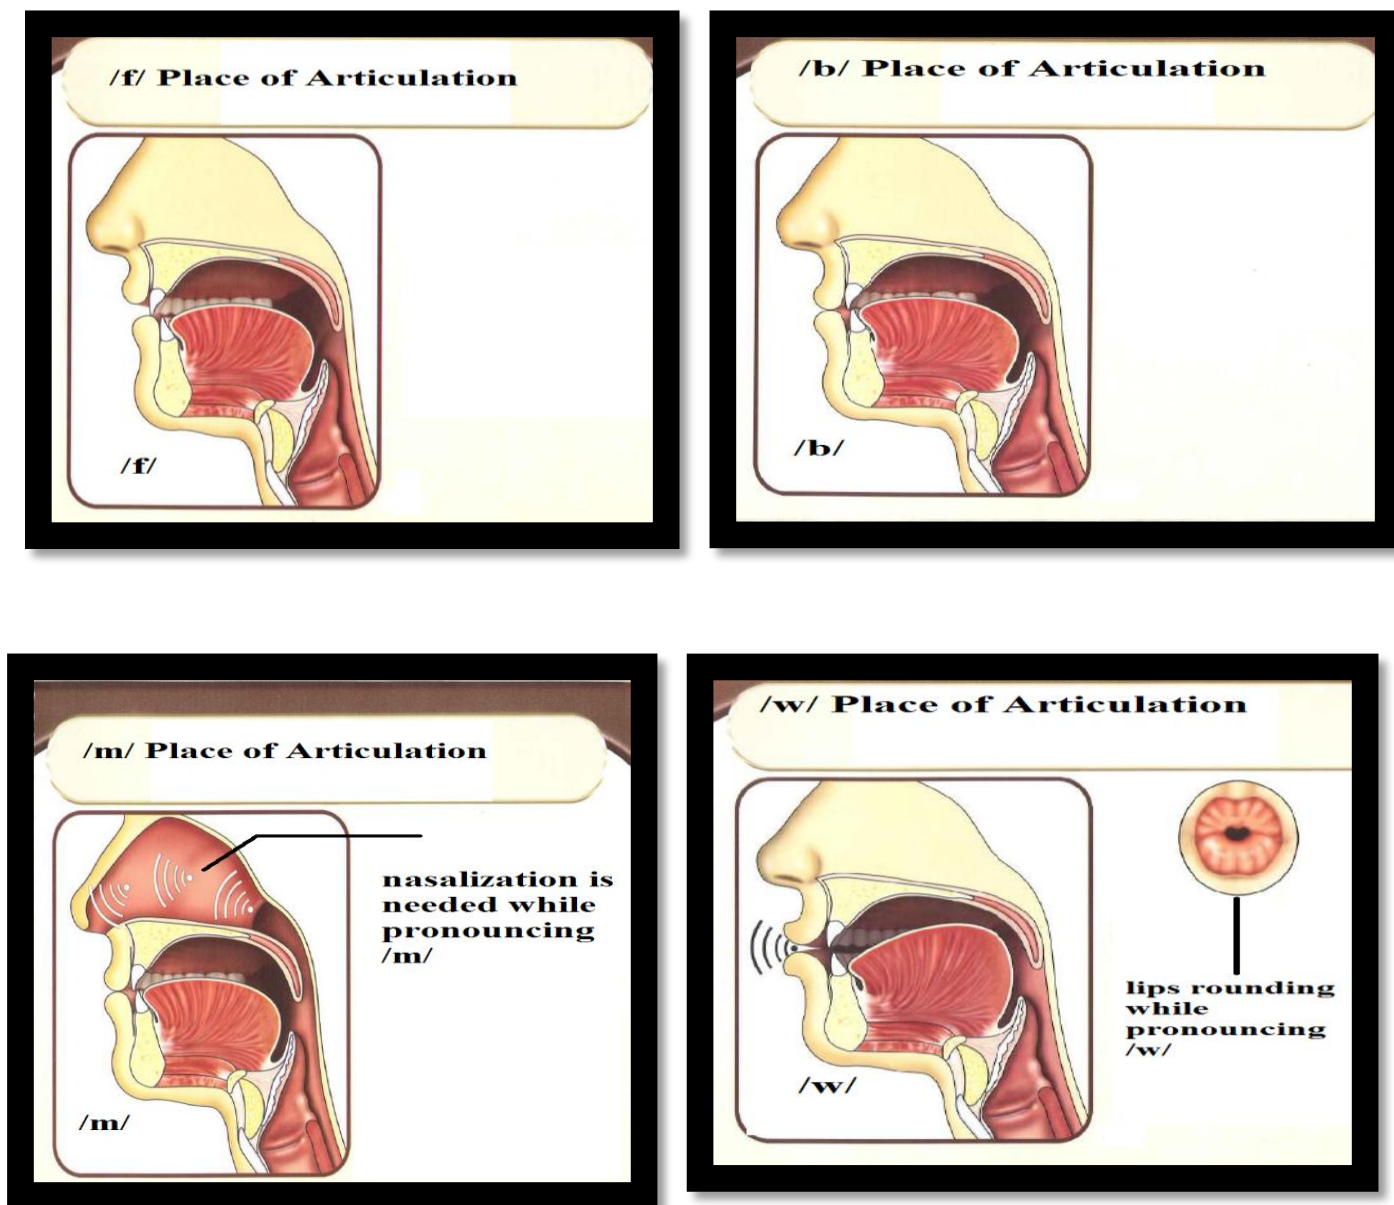 /f/ Place of Articulation
/f/
/b/ Place of Articulation
/b/
/m/ Place of Articulation
nasalization is
needed while
pronouncing
/m/
/m/
/w/ Place of Articulation
lips rounding
while
pronouncing
/w/
/w/